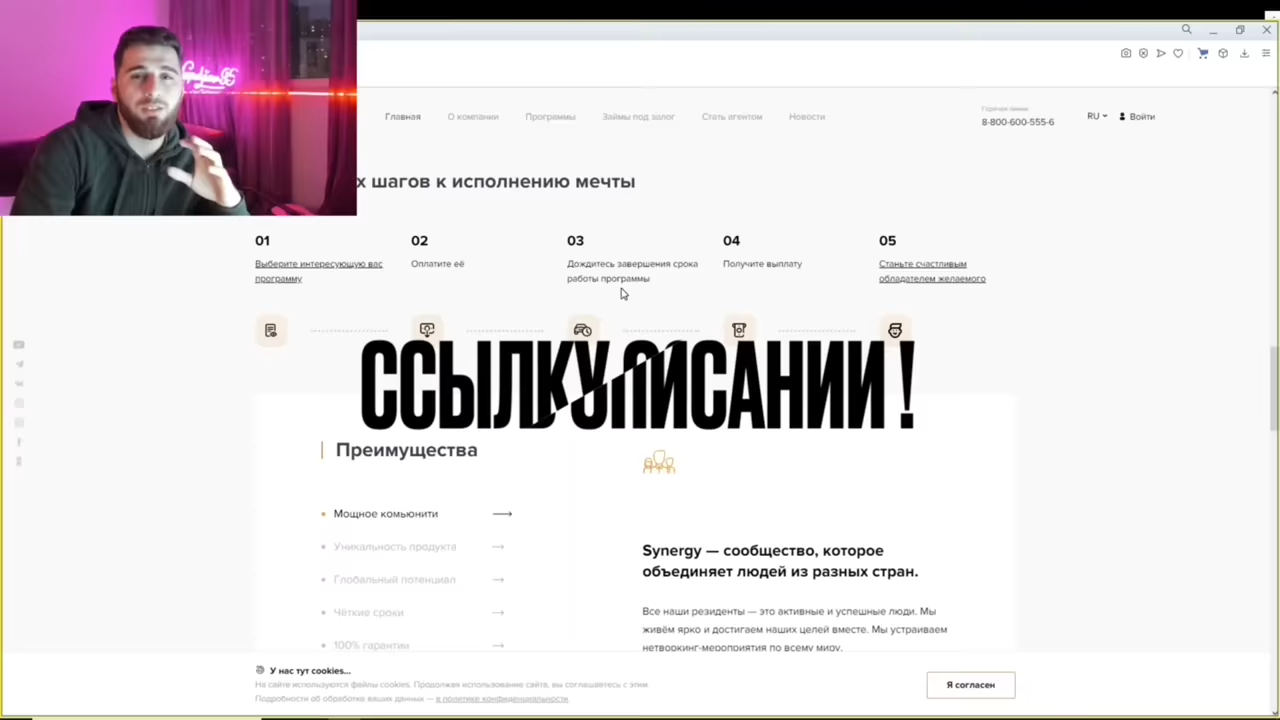 Главная О компании Программы Займы под залог Стать агентом Новости
Горячая линия
8-800-600-555-6
RU
Войти
х шагов к исполнению мечты
01
Выберите интересующую вас
программу
02
Оплатите её
03
Дождитесь завершения срока
работы программы
04
Получите выплату
05
Станьте счастливым
обладателем желаемого
ССЫЛКУ ПИСАНИИ!
Преимущества
Мощное комьюнити
Уникальность продукта
Глобальный потенциал
Чёткие сроки
100% гарантии
Synergy — сообщество, которое
объединяет людей из разных стран.
Все наши резиденты — это активные и успешные люди. Мы
живём ярко и достигаем наших целей вместе. Мы устраиваем
нетворкинг-мероприятия по всему миру.
У нас тут cookies...
На сайте используются файлы cookies. Продолжая использование сайта, вы соглашаетесь с этим.
Подробности об обработке ваших данных — в политике конфиденциальности.
Я согласен